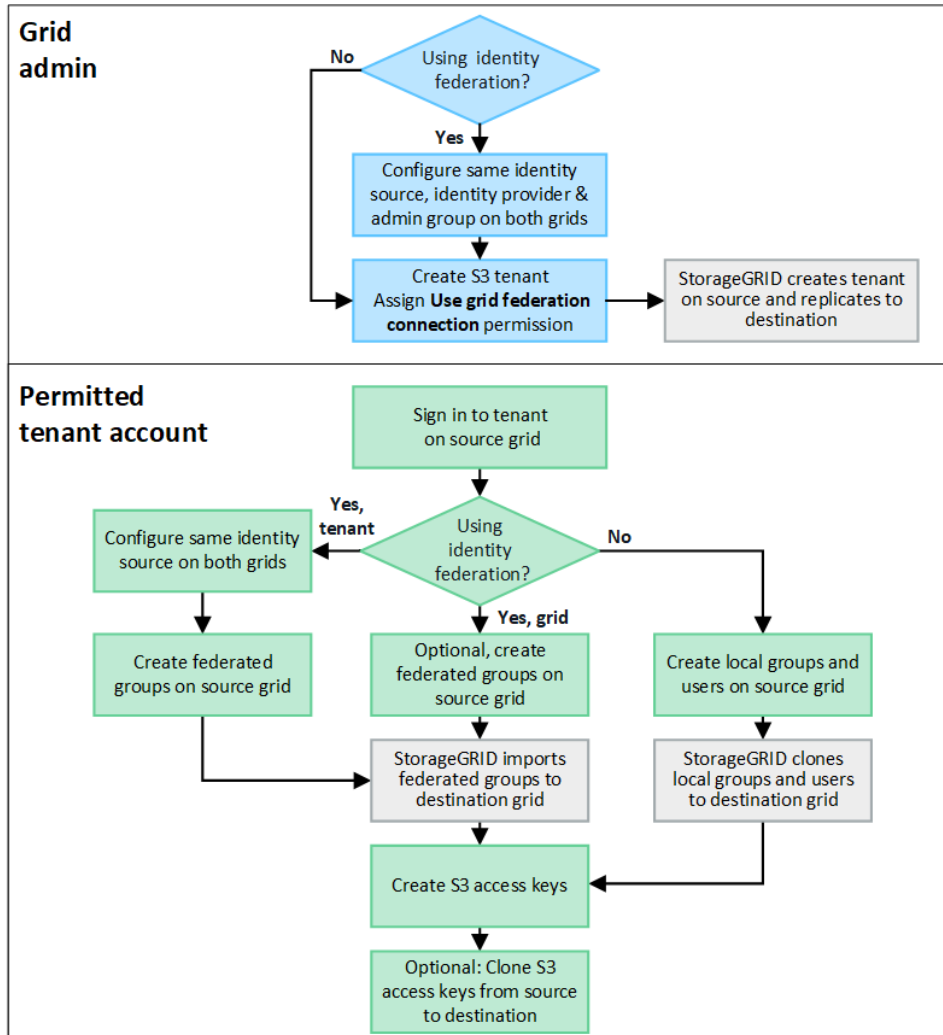 Grid
admin
No
Using identity
federation?
Yes
Configure same identity
source, identity provider &
admin group on both grids
Create S3 tenant
Assign Use grid federation
connection permission
StorageGRID creates tenant
on source and replicates to
destination
Permitted
tenant account
Sign in to tenant
on source grid
Yes,
tenant
Configure same identity
source on both grids
Using
identity
federation?
No
Yes, grid
Create federated
groups on source grid
Optional, create
federated groups on
source grid
Create local groups and
users on source grid
StorageGRID imports
federated groups to
destination grid
StorageGRID clones
local groups and users
to destination grid
Create S3 access keys
Optional: Clone S3
access keys from source
to destination